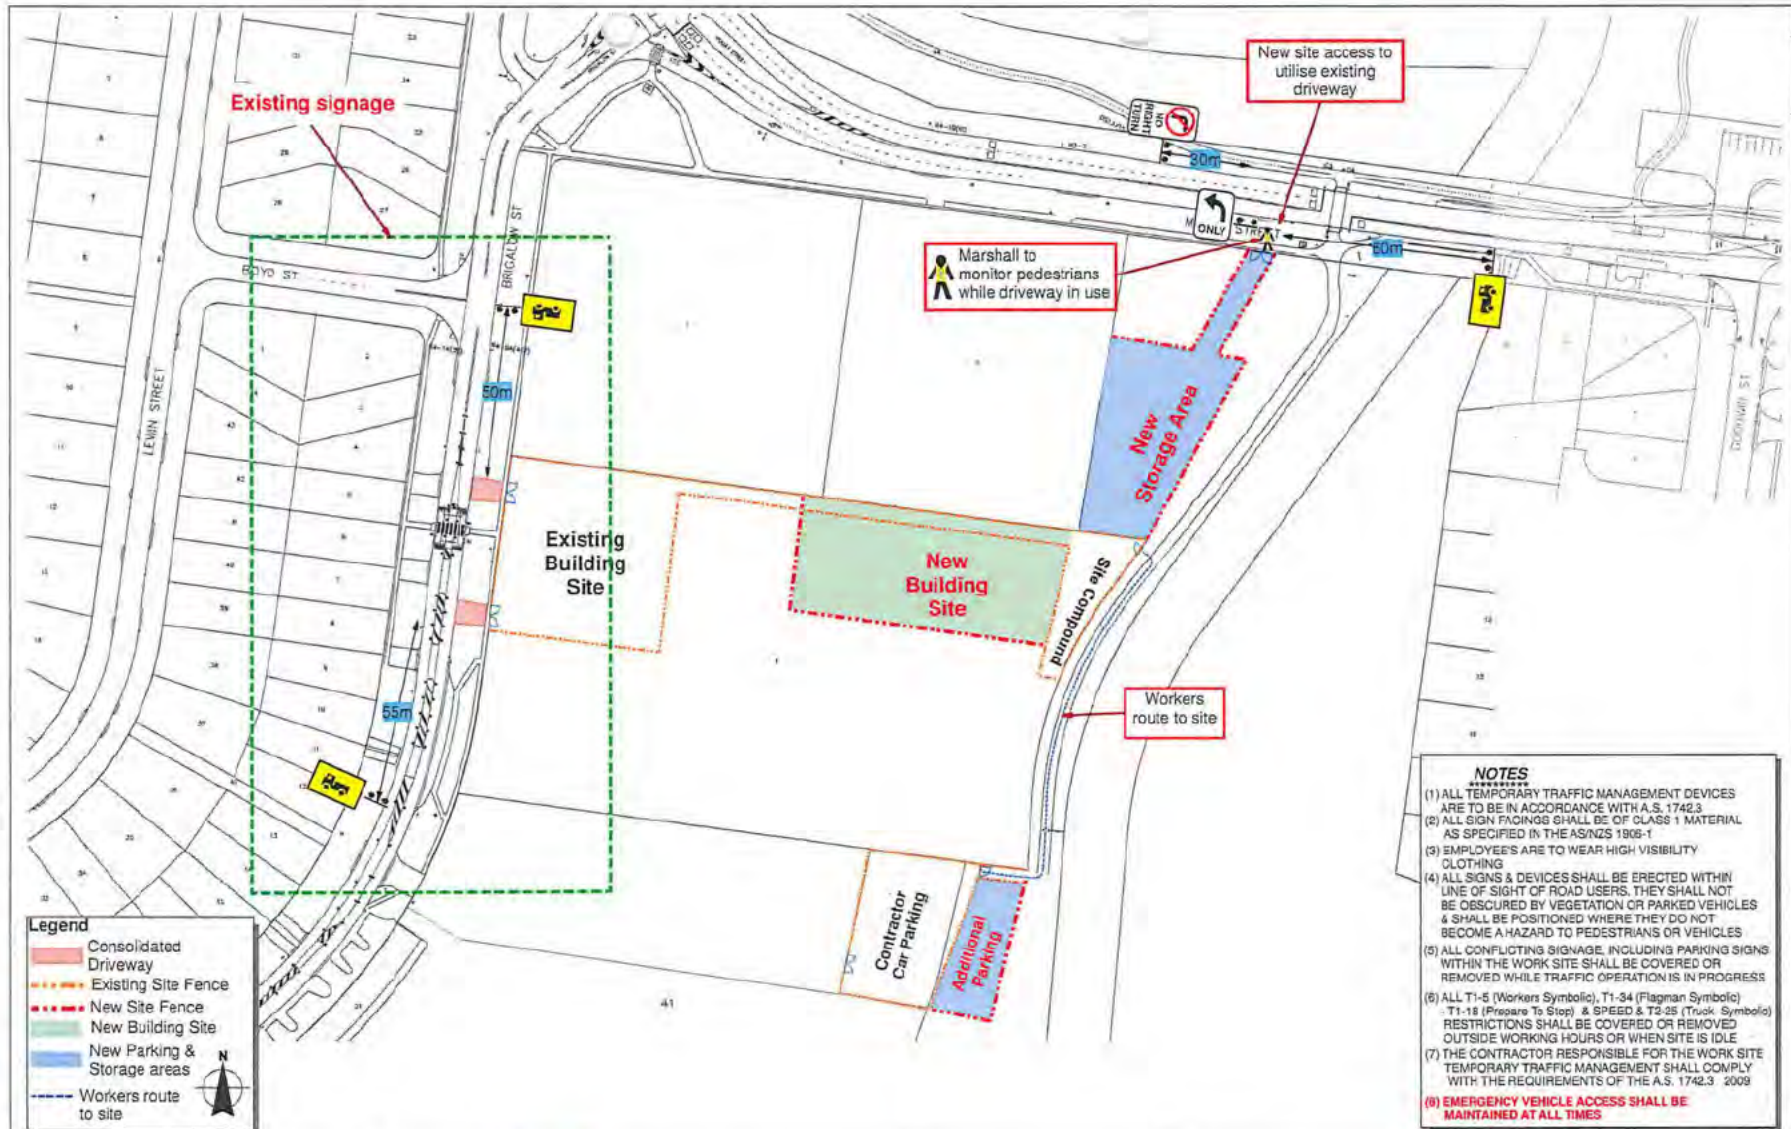 Existing signage
New site access to
utilise existing
driveway
NO
RIGHT
TURN
30m
ONLY
STREET
60m
Marshall to
monitor pedestrians
while driveway in use
BOYD ST
BRIGALOW ST
LEWIN STREET
GOODWIN ST
50m
55m
New
Storage Area
Existing
Building
Site
New
Building
Site
Site Compound
Workers
route to site
Contractor
Car Parking
Additional
Parking
41
Legend
Consolidated
Driveway
Existing Site Fence
New Site Fence
New Building Site
New Parking &
Storage areas
Workers route
to site
N
NOTES
(1) ALL TEMPORARY TRAFFIC MANAGEMENT DEVICES
ARE TO BE IN ACCORDANCE WITH A.S. 1742.3
(2) ALL SIGN FACINGS SHALL BE OF CLASS 1 MATERIAL
AS SPECIFIED IN THE AS/NZS 1906-1
(3) EMPLOYEE'S ARE TO WEAR HIGH VISIBILITY
CLOTHING
(4) ALL SIGNS & DEVICES SHALL BE ERECTED WITHIN
LINE OF SIGHT OF ROAD USERS. THEY SHALL NOT
BE OBSCURED BY VEGETATION OR PARKED VEHICLES
& SHALL BE POSITIONED WHERE THEY DO NOT
BECOME A HAZARD TO PEDESTRIANS OR VEHICLES
(5) ALL CONFLICTING SIGNAGE, INCLUDING PARKING SIGNS
WITHIN THE WORK SITE SHALL BE COVERED OR
REMOVED WHILE TRAFFIC OPERATION IS IN PROGRESS
(6) ALL T1-5 (Workers Symbolic), T1-34 (Flagman Symbolic)
T1-18 (Prepare To Stop) & SPEED & T2-25 (Truck Symbolic)
RESTRICTIONS SHALL BE COVERED OR REMOVED
OUTSIDE WORKING HOURS OR WHEN SITE IS IDLE
(7) THE CONTRACTOR RESPONSIBLE FOR THE WORK SITE
TEMPORARY TRAFFIC MANAGEMENT SHALL COMPLY
WITH THE REQUIREMENTS OF THE A.S. 1742.3 2009
(8) EMERGENCY VEHICLE ACCESS SHALL BE
MAINTAINED AT ALL TIMES